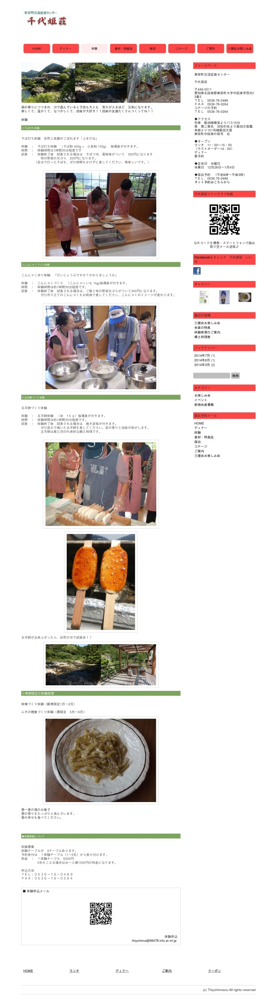 東栄町交流促進センター
千代姫荘
HOME
ディナー
体験
食材・特産品
宿泊
コテージ
ご案内
三健会お楽しみ会
森の香りにつつまれ　川で遊んでいると子供も大人も　見ちがえるほど　元気になります。
楽しくて、温かくて、なつかしくて、田舎が大好き！！田舎の友達たくさんつくってね！！
体験
◇そば打ち体験
そば打ち体験　自然と笑顔がこぼれます「上手だね」
体験　：　そば打ち体験　（そば粉 400g +　小麦粉 100g)　 指導員が付きます。
時間　：　体験時間は1時間30分程度です
試食　：　体験終了後　試食される場合は　そばつゆ、薬味等がついて　300円になります
旬の野菜の天ぷら　200円になります。
（自分で打ったそばを、ぜひ時間をかけずに食してください、美味しいです。）
◇こんにゃくづくり体験
こんにゃく作り体験　「だいじょうぶですか？かわりましょうか」
体験　：　こんにゃくづくり　（こんにゃくいも 1kg)指導員が付きます。
時間　：　体験時間は約1時間30分程度です。
試食　：　体験終了後　試食される場合は、ご飯と旬の野菜天ぷらがついて300円になります。
ぜひ作り立てのこんにゃくをお刺身で食してください、こんにゃくのイメージが変わります。
◇五平餅づくり体験
五平餅づくり体験
体験　：　五平餅体験　（米　1ｋｇ）指導員が付きます。
時間　：　体験時間は約1時間30分程度です。
試食　：　体験終了後　試食される場合は　焼き炭等が付きます。
ぜひ炭火で焼いた五平餅を食してください。炭の香りと田舎の味がします。
五平餅は奥三河の代表的な郷土料理です。
五平餅が出来上がったら、自然の中で試食会！！
◇季節限定の体験実習
味噌づくり体験（厳寒限定1月～2月）
ふきの糖菓づくり体験（春限定　5月～6月）
春一番の蕗のお菓子
春の香りをたっぷりと含んでいます。
春の幸せを食べてください。
◆体験実習について
体験募集
体験テーブルが　4テーブルあります。
予約受付は　１体験テーブル（1～5名）から受け付けます。
料金　：　１体験テーブル　5000円
5名をこえる場合はお一人様1000円の料金になります。
申込方法
ＴＥＬ：０５３６－７６－０４８９
ＦＡＸ：０５３６－７６－０２６４
■ 体験申込メール
体験申込
thiyohime@68478.info.at-ml.jp
フリースペース
東栄町交流促進センター
千代姫荘
〒449-0211
愛知県北設楽郡東栄町大字中設楽字西向1
3番3
ＴＥＬ　0536-76-0489
ＦＡＸ　0536-76-0264
コテージの予約
ＴＥＬ　0536-76-0264
◆アクセス
列車　飯田線東栄よりバス15分
車　第二東名　浜松引佐より飯田方面鳳
来峡より151号線飯田方面
東栄町中設楽の信号　右
◆オープン
ランチ　11：00～15：00
（ラストオーダー14：00）
ディナー
要予約
◆定休日　水曜日
休業日　12月28日～1月4日
◆宿泊予約　（午前9時～午後3時）
ＴＥＬ　0536-76-0489
ネット予約はこちらから
千代姫荘ファンクラブ会員
ＱＲコードを携帯・スマートフォンで読み
取り空メール送信♪
Facebookもチェック　千代姫荘　いい
ね
ギャラリー
最近の投稿
三健会お楽しみ会
会員の特典
体験実習のご案内
郷土料理家
バックナンバー
2014年7月 (1)
2014年6月 (1)
2014年3月 (2)
検索
カテゴリー
お楽しみ会
イベント
新規会員募集
宿泊予約メール
HOME
ディナー
体験
食材・特産品
宿泊
コテージ
ご案内
三健会お楽しみ会
HOME
ランチ
ディナー
ご案内
クーポン
(c) Thiyohimesou All rights reserved